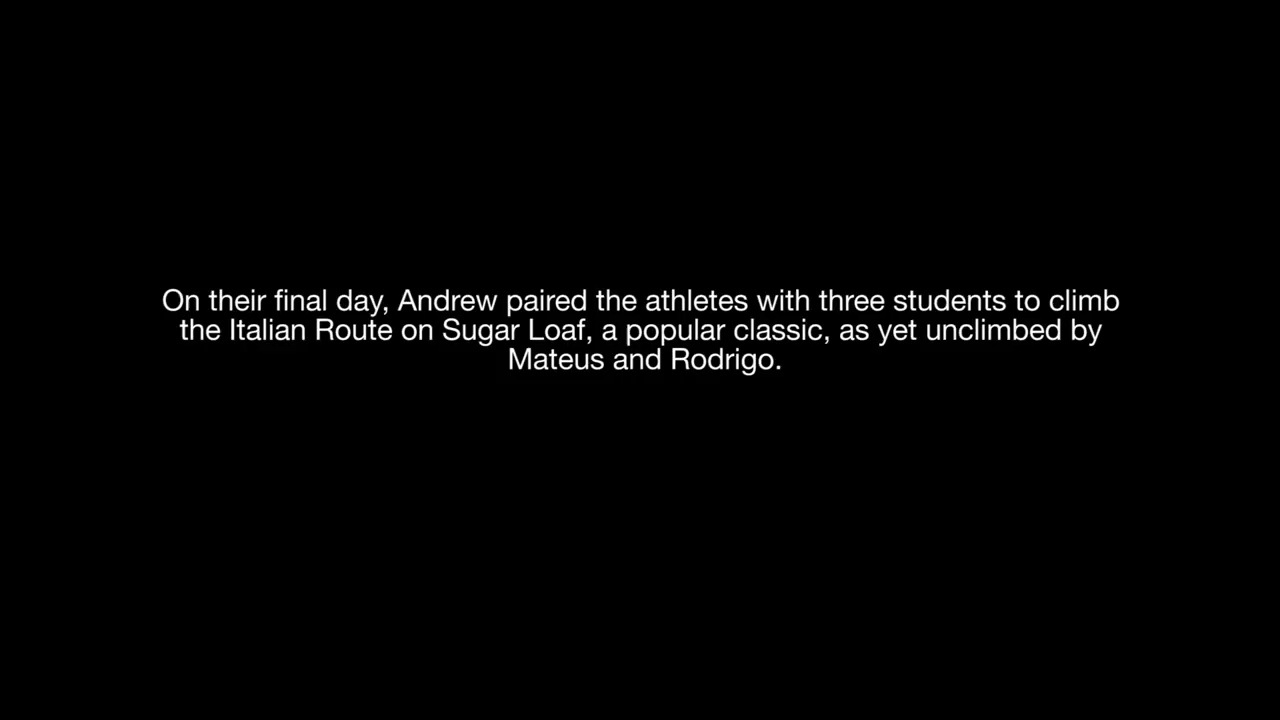 On their final day, Andrew paired the athletes with three students to climb
the Italian Route on Sugar Loaf, a popular classic, as yet unclimbed by
Mateus and Rodrigo.